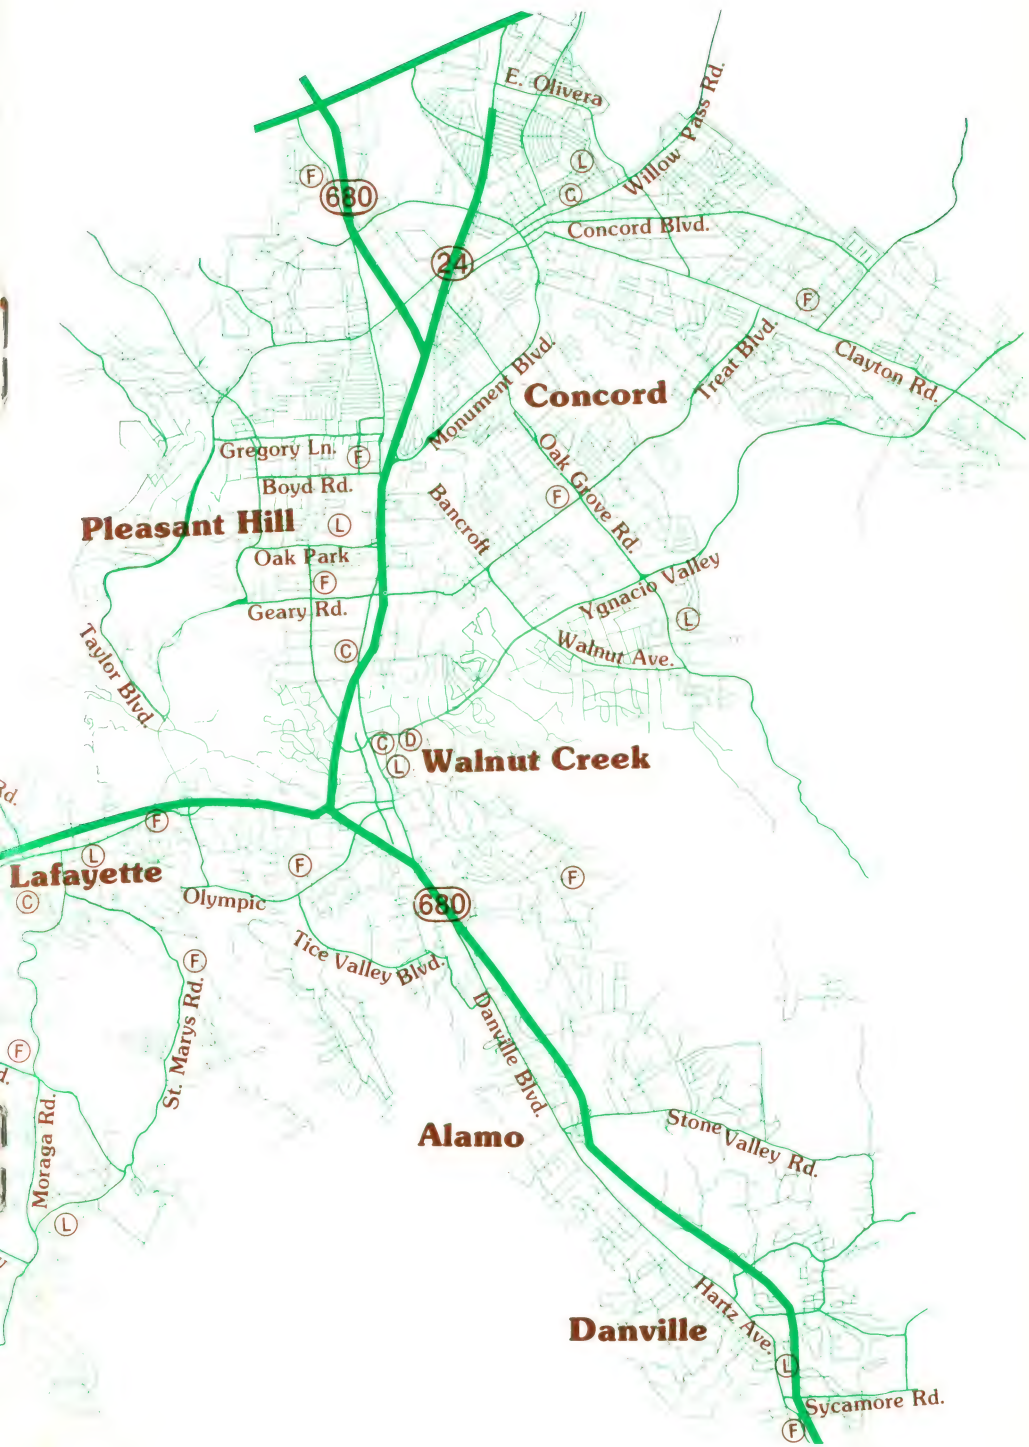 E. Olivera
Willow Pass Rd.
L
F
680
C
Concord Blvd.
24
F
Treat Blvd.
Clayton Rd.
Monument Blvd.
Concord
Gregory Ln.
F
Oak Grove Rd.
Boyd Rd.
Bancroft
F
Pleasant Hill
L
Oak Park
F
Ygnacio Valley
Geary Rd.
L
Taylor Blvd.
C
Walnut Ave.
C
D
L
Walnut Creek
Rd.
F
L
Lafayette
F
F
C
Olympic
680
Tice Valley Blvd.
F
St. Marys Rd.
Danville Blvd.
F
d.
Moraga Rd.
Alamo
Stone Valley Rd.
L
Hartz Ave.
Danville
L
Sycamore Rd.
F